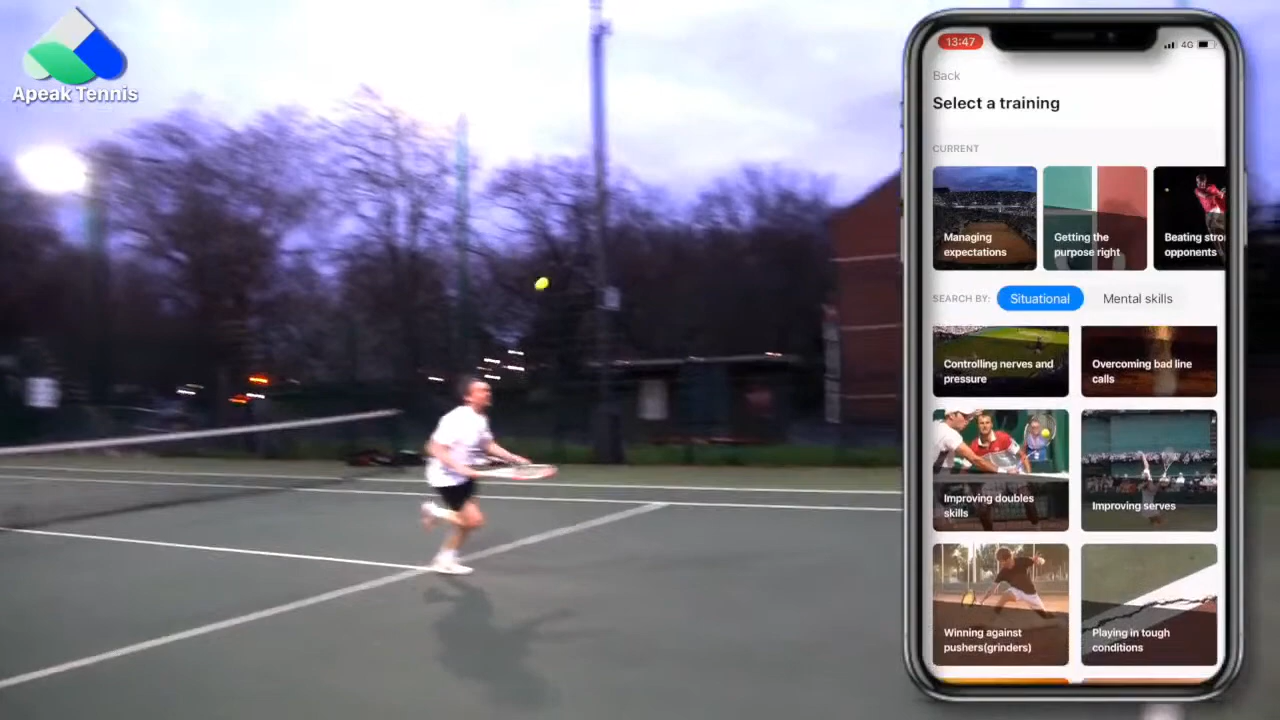 Apeak Tennis
13:47
4G
Back
Select a training
CURRENT
Managing
expectations
Getting the
purpose right
Beating stro
opponents
SEARCH BY:
Situational
Mental skills
Controlling nerves and
pressure
Overcoming bad line
calls
Improving doubles
skills
Improving serves
Winning against
pushers(grinders)
Playing in tough
conditions